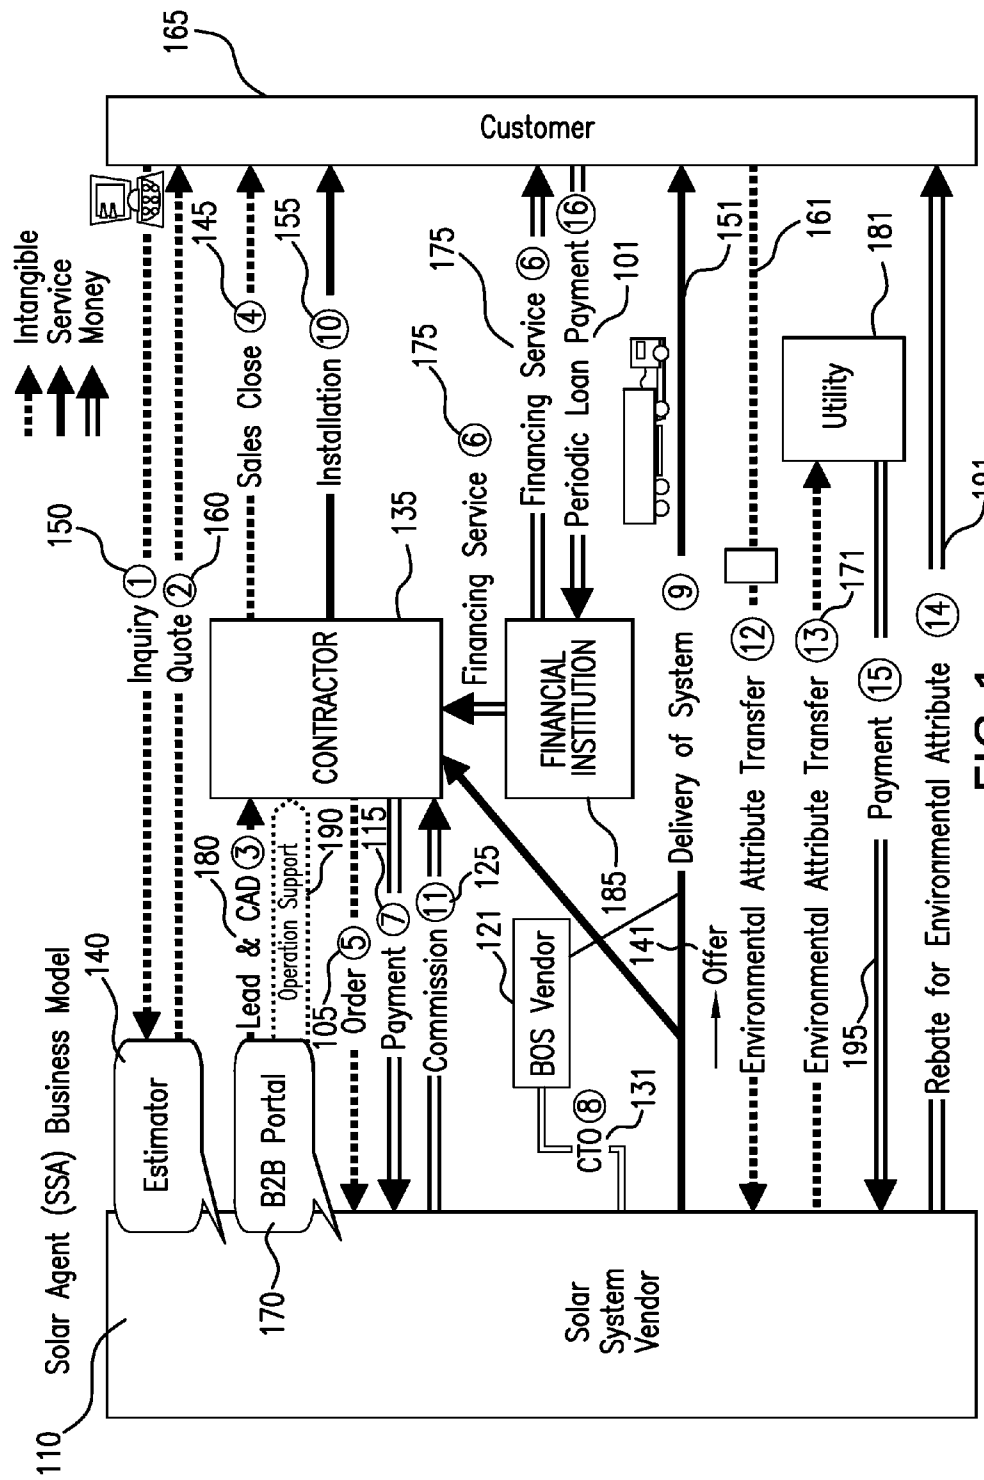 Solar Agent (SSA) Business Model
Intangible
Service
Money
110
140
Estimator
150
Inquiry 1
Quote 2
160
165
Customer
170
B2B Portal
180
Lead & CAD 3
Operation Support
190
CONTRACTOR
135
Sales Close 4
145
Installation 10
155
105
Order 5
115
Payment 7
Commission 11
125
Financing Service 6
175
Financing Service 6
175
FINANCIAL
INSTITUTION
185
Periodic Loan Payment 16
101
121
BOS Vendor
CTO 8
131
141
Delivery of System 9
151
Offer
Environmental Attribute Transfer 12
161
Environmental Attribute Transfer 13
171
Utility
181
195
Payment 15
Rebate for Environmental Attribute 14
191
Solar
System
Vendor
FIG. 1